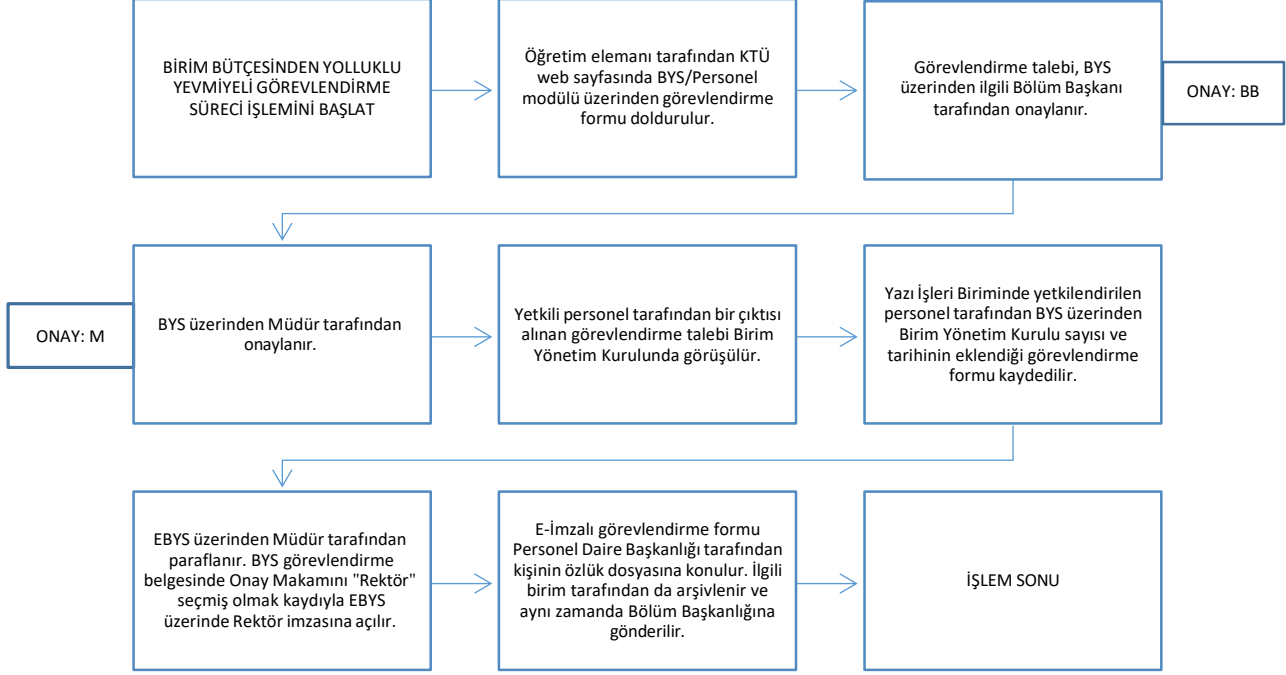 BİRİM BÜTÇESİNDEN YOLLUKLU
YEVMİYELİ GÖREVLENDİRME
SÜRECİ İŞLEMİNİ BAŞLAT
Öğretim elemanı tarafından KTÜ
web sayfasında BYS/Personel
modülü üzerinden görevlendirme
formu doldurulur.
Görevlendirme talebi, BYS
üzerinden ilgili Bölüm Başkanı
tarafından onaylanır.
ONAY: BB
ONAY: M
BYS üzerinden Müdür tarafından
onaylanır.
Yetkili personel tarafından bir çıktısı
alınan görevlendirme talebi Birim
Yönetim Kurulunda görüşülür.
Yazı İşleri Biriminde yetkilendirilen
personel tarafından BYS üzerinden
Birim Yönetim Kurulu sayısı ve
tarihinin eklendiği görevlendirme
formu kaydedilir.
EBYS üzerinden Müdür tarafından
paraflanır. BYS görevlendirme
belgesinde Onay Makamını "Rektör"
seçmiş olmak kaydıyla EBYS
üzerinde Rektör imzasına açılır.
E-İmzalı görevlendirme formu
Personel Daire Başkanlığı tarafından
kişinin özlük dosyasına konulur. İlgili
birim tarafından da arşivlenir ve
aynı zamanda Bölüm Başkanlığına
gönderilir.
İŞLEM SONU